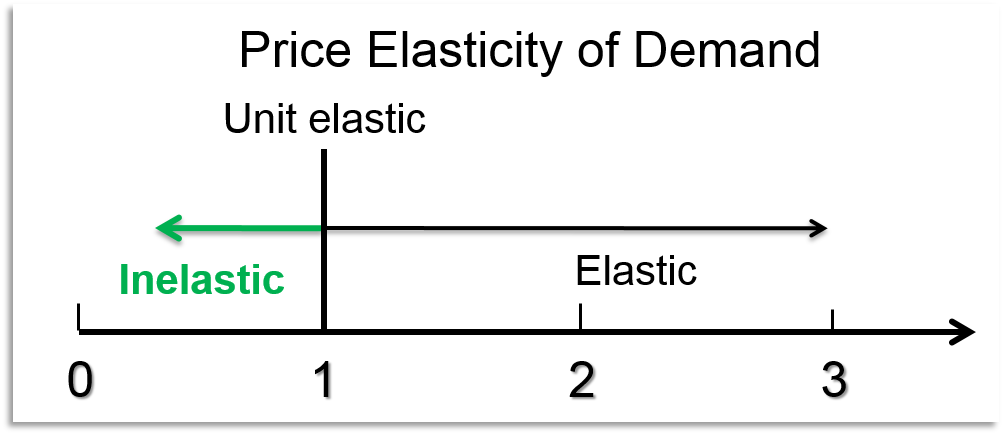 Price Elasticity of Demand
Unit elastic
Inelastic
Elastic
0 1 2 3